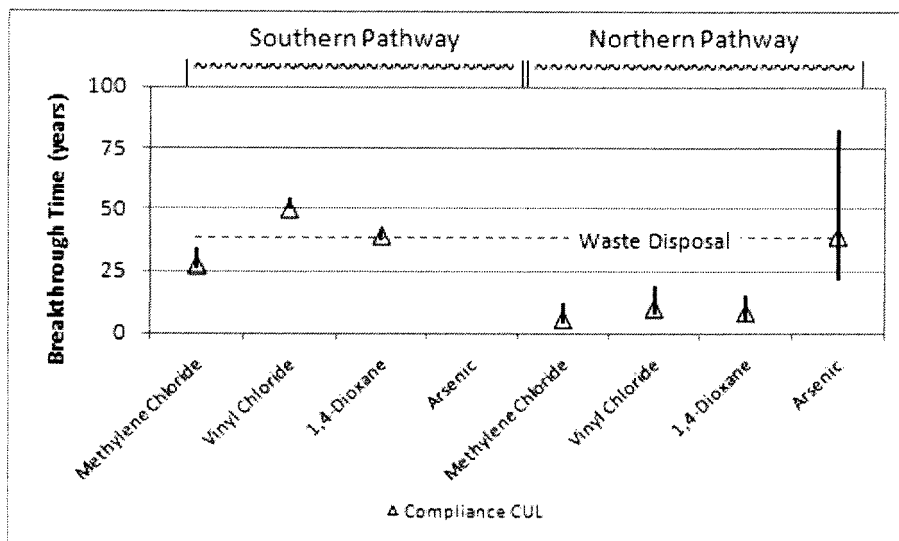 Southern Pathway
Northern Pathway
Breakthrough Time (years)
100
75
50
25
0
Waste Disposal
Methylene Chloride
Vinyl Chloride
1,4-Dioxane
Arsenic
Methylene Chloride
Vinyl Chloride
1,4-Dioxane
Arsenic
Compliance CUL